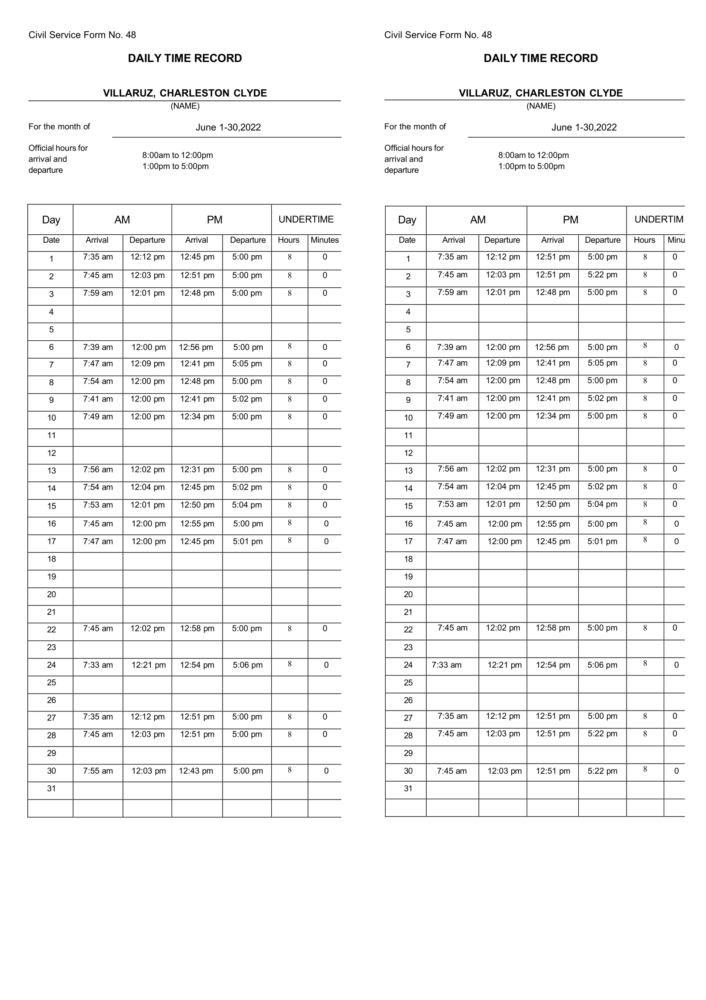 Civil Service Form No. 48
DAILY TIME RECORD
VILLARUZ, CHARLESTON CLYDE
(NAME)
For the month of June 1-30,2022
Official hours for
arrival and
departure
8:00am to 12:00pm
1:00pm to 5:00pm
Day AM PM UNDERTIME
Date Arrival Departure Arrival Departure Hours Minutes
1 7:35 am 12:12 pm 12:45 pm 5:00 pm 8 0
2 7:45 am 12:03 pm 12:51 pm 5:00 pm 8 0
3 7:59 am 12:01 pm 12:48 pm 5:00 pm 8 0
4
5
6 7:39 am 12:00 pm 12:56 pm 5:00 pm 8 0
7 7:47 am 12:09 pm 12:41 pm 5:05 pm 8 0
8 7:54 am 12:00 pm 12:48 pm 5:00 pm 8 0
9 7:41 am 12:00 pm 12:41 pm 5:02 pm 8 0
10 7:49 am 12:00 pm 12:34 pm 5:00 pm 8 0
11
12
13 7:56 am 12:02 pm 12:31 pm 5:00 pm 8 0
14 7:54 am 12:04 pm 12:45 pm 5:02 pm 8 0
15 7:53 am 12:01 pm 12:50 pm 5:04 pm 8 0
16 7:45 am 12:00 pm 12:55 pm 5:00 pm 8 0
17 7:47 am 12:00 pm 12:45 pm 5:01 pm 8 0
18
19
20
21
22 7:45 am 12:02 pm 12:58 pm 5:00 pm 8 0
23
24 7:33 am 12:21 pm 12:54 pm 5:06 pm 8 0
25
26
27 7:35 am 12:12 pm 12:51 pm 5:00 pm 8 0
28 7:45 am 12:03 pm 12:51 pm 5:00 pm 8 0
29
30 7:55 am 12:03 pm 12:43 pm 5:00 pm 8 0
31
Civil Service Form No. 48
DAILY TIME RECORD
VILLARUZ, CHARLESTON CLYDE
(NAME)
For the month of June 1-30,2022
Official hours for
arrival and
departure
8:00am to 12:00pm
1:00pm to 5:00pm
Day AM PM UNDERTIM
Date Arrival Departure Arrival Departure Hours Minu
1 7:35 am 12:12 pm 12:51 pm 5:00 pm 8 0
2 7:45 am 12:03 pm 12:51 pm 5:22 pm 8 0
3 7:59 am 12:01 pm 12:48 pm 5:00 pm 8 0
4
5
6 7:39 am 12:00 pm 12:56 pm 5:00 pm 8 0
7 7:47 am 12:09 pm 12:41 pm 5:05 pm 8 0
8 7:54 am 12:00 pm 12:48 pm 5:00 pm 8 0
9 7:41 am 12:00 pm 12:41 pm 5:02 pm 8 0
10 7:49 am 12:00 pm 12:34 pm 5:00 pm 8 0
11
12
13 7:56 am 12:02 pm 12:31 pm 5:00 pm 8 0
14 7:54 am 12:04 pm 12:45 pm 5:02 pm 8 0
15 7:53 am 12:01 pm 12:50 pm 5:04 pm 8 0
16 7:45 am 12:00 pm 12:55 pm 5:00 pm 8 0
17 7:47 am 12:00 pm 12:45 pm 5:01 pm 8 0
18
19
20
21
22 7:45 am 12:02 pm 12:58 pm 5:00 pm 8 0
23
24 7:33 am 12:21 pm 12:54 pm 5:06 pm 8 0
25
26
27 7:35 am 12:12 pm 12:51 pm 5:00 pm 8 0
28 7:45 am 12:03 pm 12:51 pm 5:22 pm 8 0
29
30 7:45 am 12:03 pm 12:51 pm 5:22 pm 8 0
31